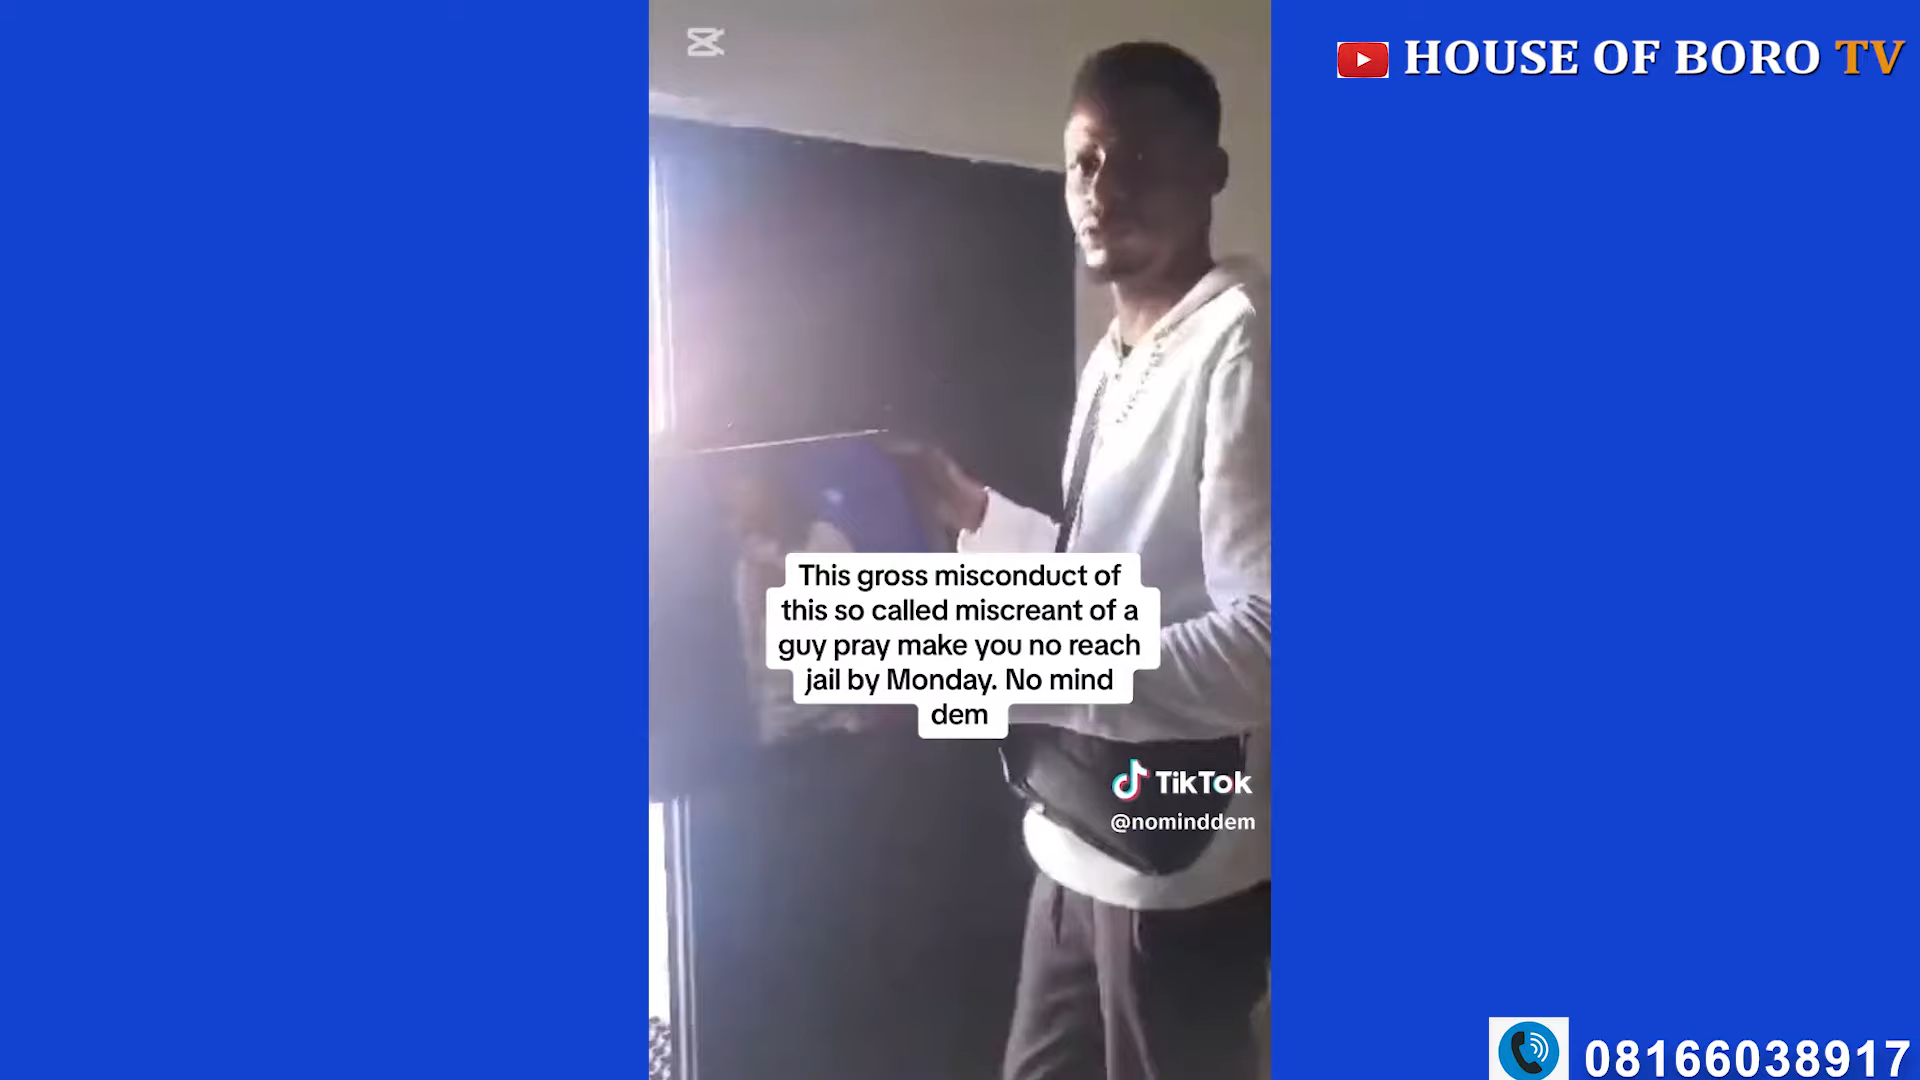 HOUSE OF BORO TV
This gross misconduct of
this so called miscreant of a
guy pray make you no reach
jail by Monday. No mind
dem
TikTok
@nominddem
08166038917